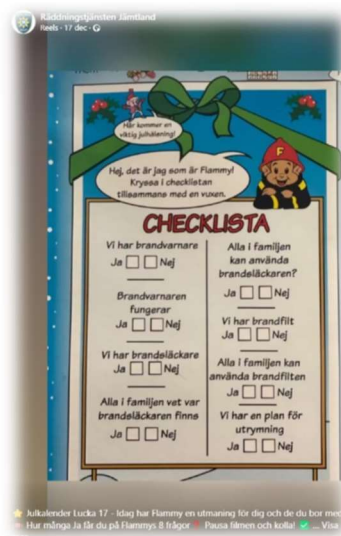 Räddningstjänsten Jämtland
Reels · 17 dec ·
Här kommer en
viktig julhälsning!
Hej, det är jag som är Flammy!
Kryssa i checklistan
tillsammans med en vuxen.
F
CHECKLISTA
Vi har brandvarnare
Ja Nej
Brandvarnaren
fungerar
Ja Nej
Vi har brandsläckare
Ja Nej
Alla i familjen vet var
brandsläckaren finns
Ja Nej
Alla i familjen
kan använda
brandsläckaren?
Ja Nej
Vi har brandfilt
Ja Nej
Alla i familjen kan
använda brandfilten
Ja Nej
Vi har en plan för
utrymning
Ja Nej
⭐ Julkalender Lucka 17 - Idag har Flammy en utmaning för dig och de du bor med
Hur många Ja får du på Flammys 8 frågor Pausa filmen och kolla! ✅ ... Visa